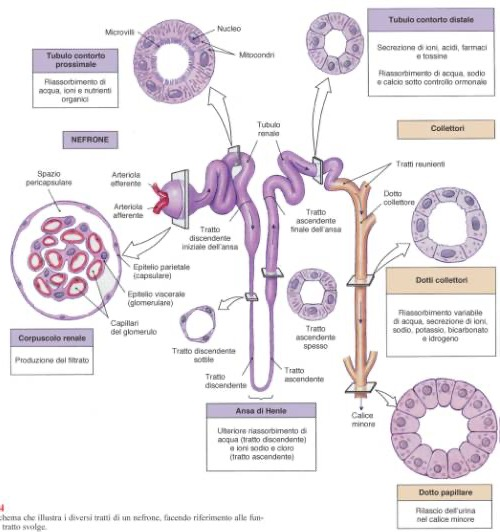 Microvilli
Nucleo
Mitocondri
Tubulo contorto
prossimale
Riassorbimento di
acqua, ioni e nutrienti
organici
Tubulo contorto distale
Secrezione di ioni, acidi, farmaci
e tossine
Riassorbimento di acqua, sodio
e calcio sotto controllo ormonale
NEFRONE
Tubulo
renale
Collettori
Tratti reunienti
Spazio
pericapsulare
Arteriola
efferente
Arteriola
afferente
Dotto
collettore
Tratto
discendente
iniziale dell'ansa
Tratto
ascendente
finale dell'ansa
Epitelio parietale
(capsulare)
Epitelio viscerale
(glomerulare)
Capillari
del glomerulo
Dotti collettori
Riassorbimento variabile
di acqua, secrezione di ioni,
sodio, potassio, bicarbonato
e idrogeno
Corpuscolo renale
Produzione del filtrato
Tratto discendente
sottile
Tratto
ascendente
spesso
Tratto
discendente
Tratto
ascendente
Ansa di Henle
Ulteriore riassorbimento di
acqua (tratto discendente)
e ioni sodio e cloro
(tratto ascendente)
Calice
minore
Dotto papillare
Rilascio dell'urina
nel calice minore
4
chema che illustra i diversi tratti di un nefrone, facendo riferimento alle fun-
tratto svolge.